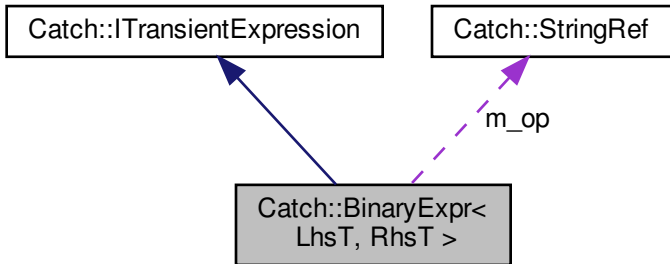 Catch::ITransientExpression
Catch::StringRef
m_op
Catch::BinaryExpr<
LhsT, RhsT >